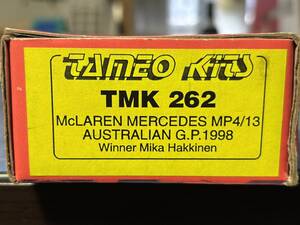 TAMEO KITS
TMK 262
McLAREN MERCEDES MP4/13
AUSTRALIAN G.P.1998
Winner Mika Hakkinen